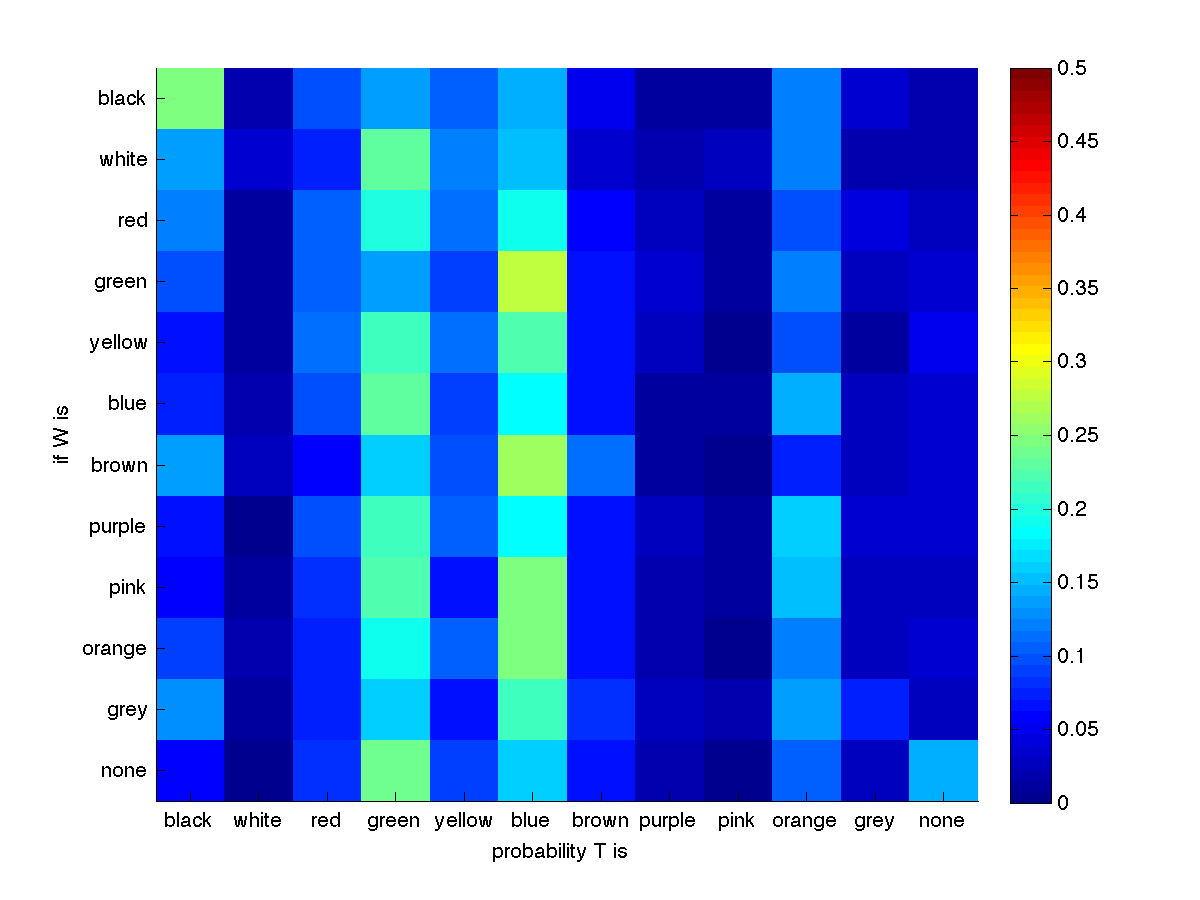 black
white
red
green
yellow
blue
brown
purple
pink
orange
grey
none
if W is
black white red green yellow blue brown purple pink orange grey none
probability T is
0.5
0.45
0.4
0.35
0.3
0.25
0.2
0.15
0.1
0.05
0